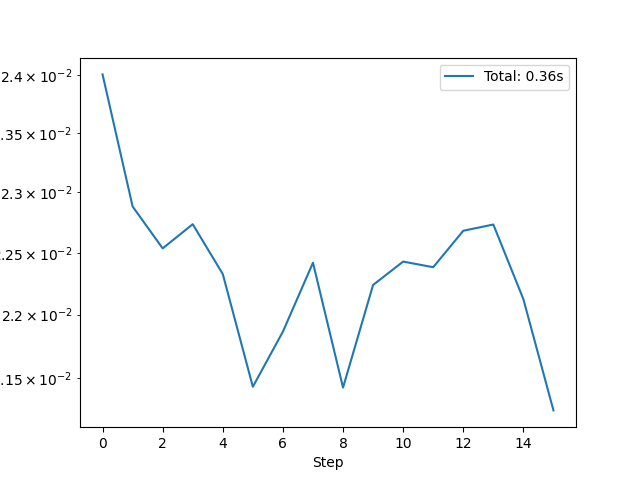 Total: 0.36s
2.4 × 10⁻²
.35 × 10⁻²
2.3 × 10⁻²
.25 × 10⁻²
2.2 × 10⁻²
.15 × 10⁻²
0 2 4 6 8 10 12 14
Step